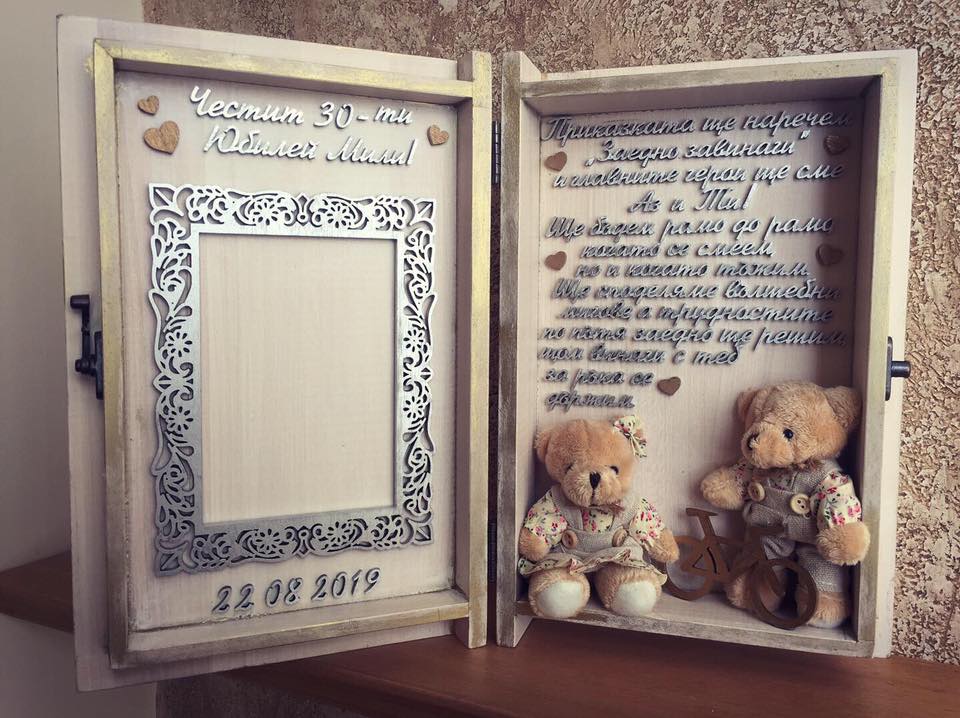 Честит 30-ти
Юбилей Мили!
22 08 2019
Приказката ще наречем
„Заедно завинаги"
и главните герои ще сме
Аз и Ти!
Ще бъдем рамо до рамо,
когато се смеем,
но и когато тъжим.
Ще споделяме вълшебни
мигове а трудностите
по пътя заедно ще решим,
щом винаги с теб
за ръка се
държим